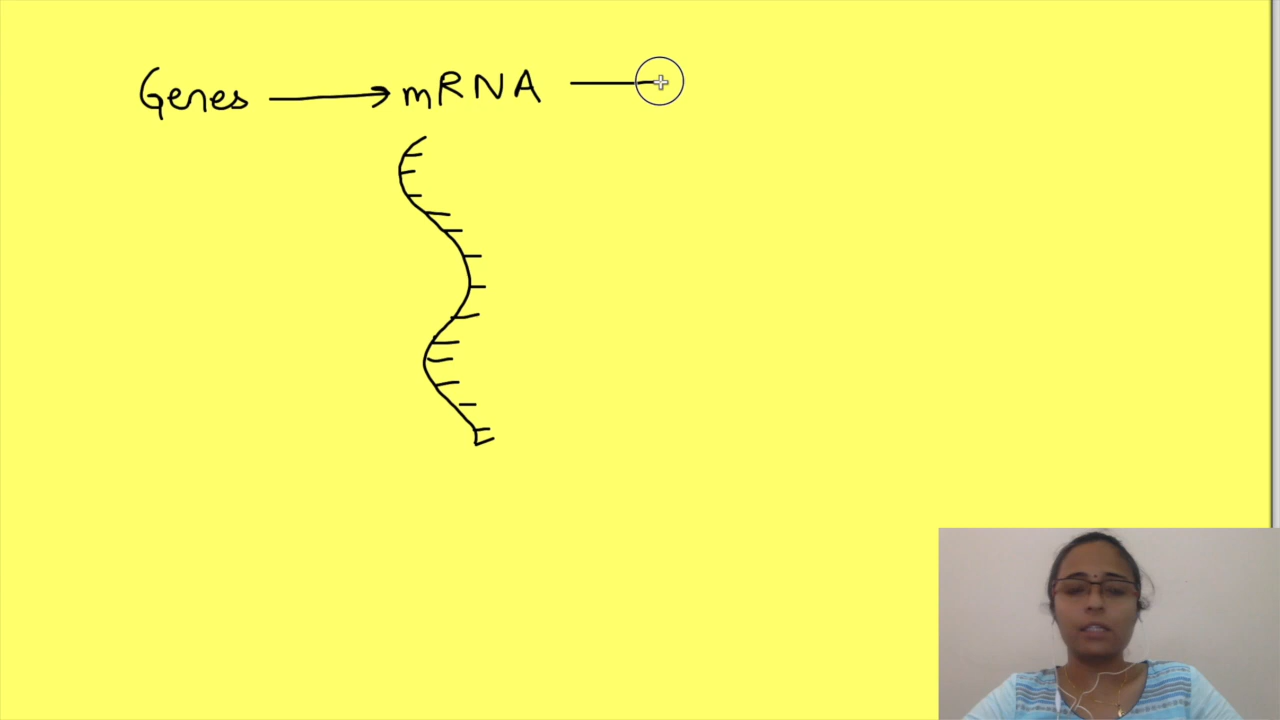 Genes → mRNA —